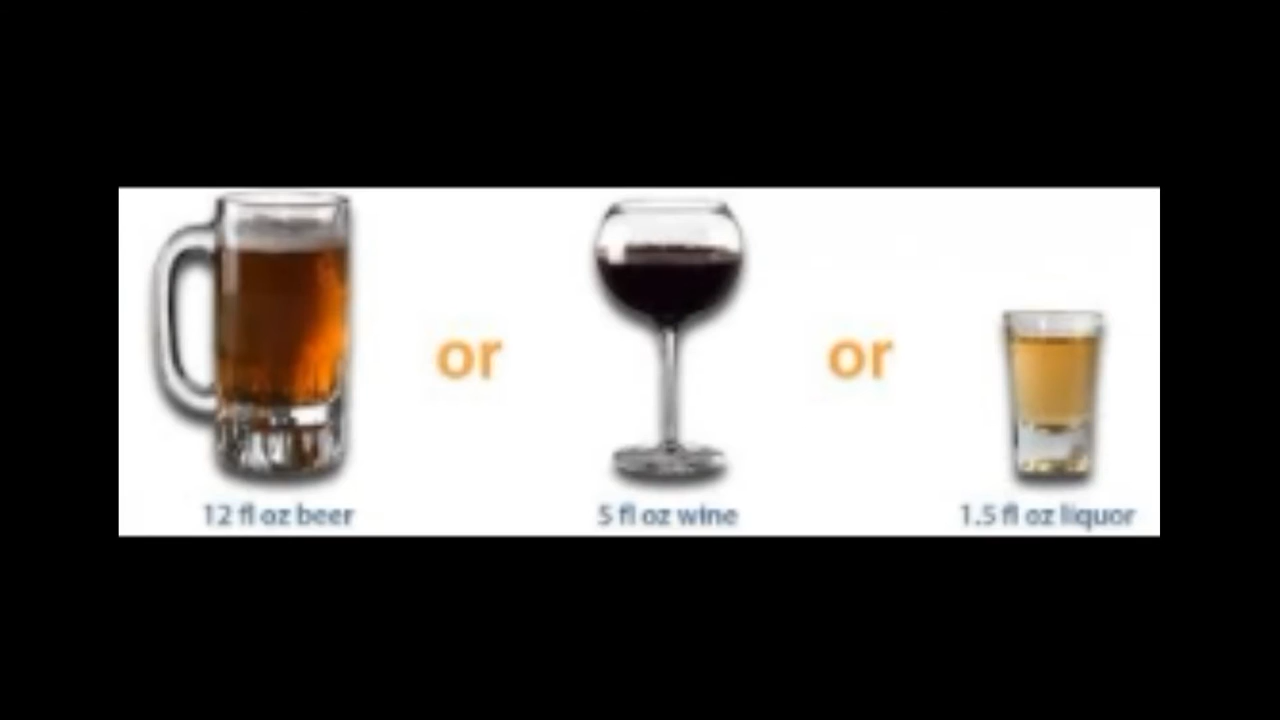 or
or
12 fl oz beer
5 fl oz wine
1.5 fl oz liquor